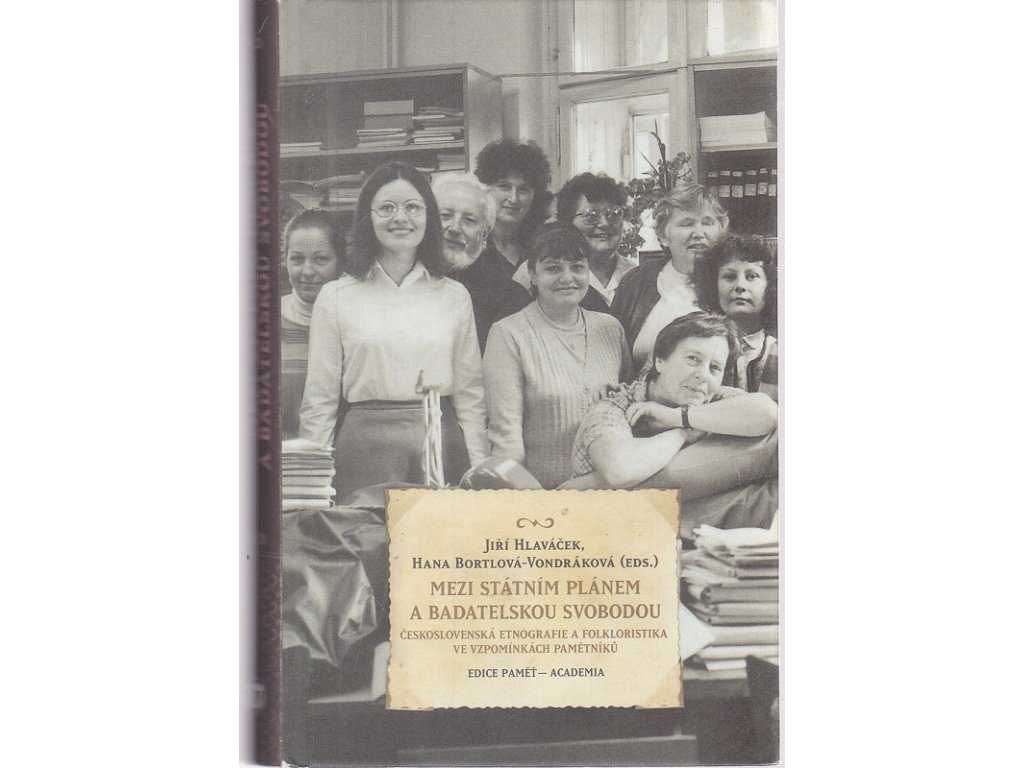 A BADATELSKOU SVOBODOU
JIŘÍ HLAVÁČEK,
HANA BORTLOVÁ-VONDRÁKOVÁ (EDS.)
MEZI STÁTNÍM PLÁNEM
A BADATELSKOU SVOBODOU
ČESKOSLOVENSKÁ ETNOGRAFIE A FOLKLORISTIKA
VE VZPOMÍNKÁCH PAMĚTNÍKŮ
EDICE PAMĚŤ — ACADEMIA